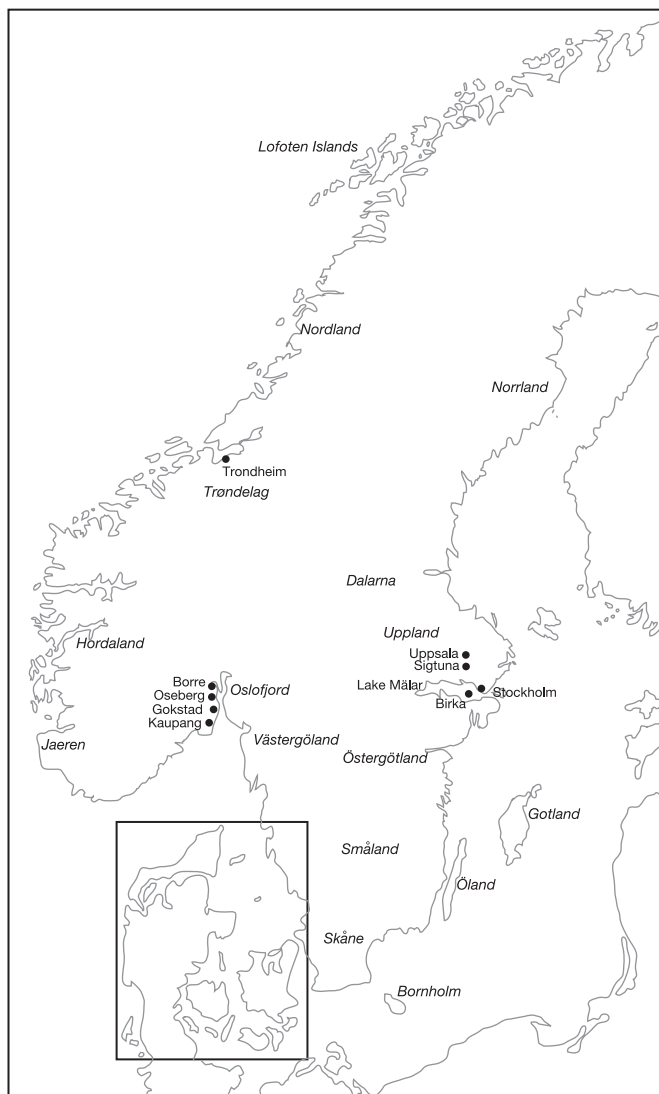 Lofoten Islands
Nordland
Norrland
Trondheim
Trøndelag
Dalarna
Hordaland
Uppland
Uppsala
Sigtuna
Borre
Oseberg
Gokstad
Kaupang
Oslofjord
Lake Mälar
Stockholm
Birka
Jaeren
Västergöland
Östergötland
Gotland
Småland
Öland
Skåne
Bornholm